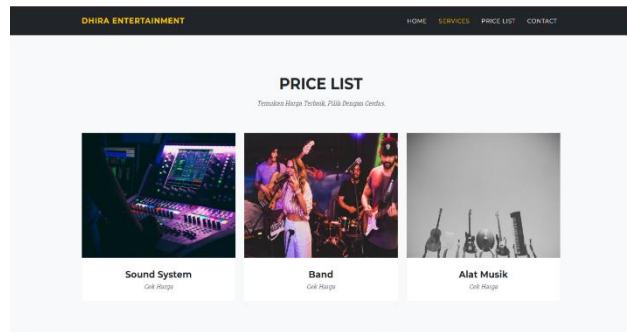 DHIRA ENTERTAINMENT
HOME SERVICES PRICE LIST CONTACT
PRICE LIST
Temukan Harga Terbaik, Pilih Dengan Cerdas.
Sound System
Cek Harga
Band
Cek Harga
Alat Musik
Cek Harga